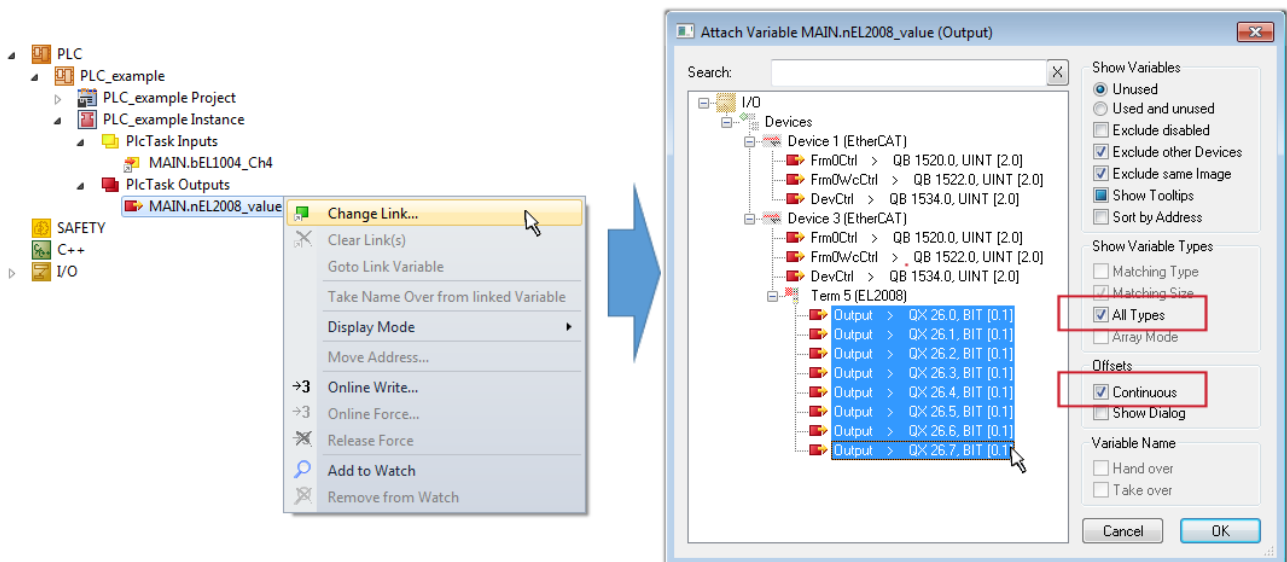 PLC
PLC_example
PLC_example Project
PLC_example Instance
PlcTask Inputs
MAIN.bEL1004_Ch4
PlcTask Outputs
MAIN.nEL2008_value
SAFETY
C++
I/O
Change Link...
Clear Link(s)
Goto Link Variable
Take Name Over from linked Variable
Display Mode
Move Address...
→3 Online Write...
→3 Online Force...
Release Force
Add to Watch
Remove from Watch
Attach Variable MAIN.nEL2008_value (Output)
Search:
I/O
Devices
Device 1 (EtherCAT)
Frm0Ctrl > QB 1520.0, UINT [2.0]
Frm0WcCtrl > QB 1522.0, UINT [2.0]
DevCtrl > QB 1534.0, UINT [2.0]
Device 3 (EtherCAT)
Frm0Ctrl > QB 1520.0, UINT [2.0]
Frm0WcCtrl > QB 1522.0, UINT [2.0]
DevCtrl > QB 1534.0, UINT [2.0]
Term 5 (EL2008)
Output > QX 26.0, BIT [0.1]
Output > QX 26.1, BIT [0.1]
Output > QX 26.2, BIT [0.1]
Output > QX 26.3, BIT [0.1]
Output > QX 26.4, BIT [0.1]
Output > QX 26.5, BIT [0.1]
Output > QX 26.6, BIT [0.1]
Output > QX 26.7, BIT [0.1]
Show Variables
Unused
Used and unused
Exclude disabled
Exclude other Devices
Exclude same Image
Show Tooltips
Sort by Address
Show Variable Types
Matching Type
Matching Size
All Types
Array Mode
Offsets
Continuous
Show Dialog
Variable Name
Hand over
Take over
Cancel
OK